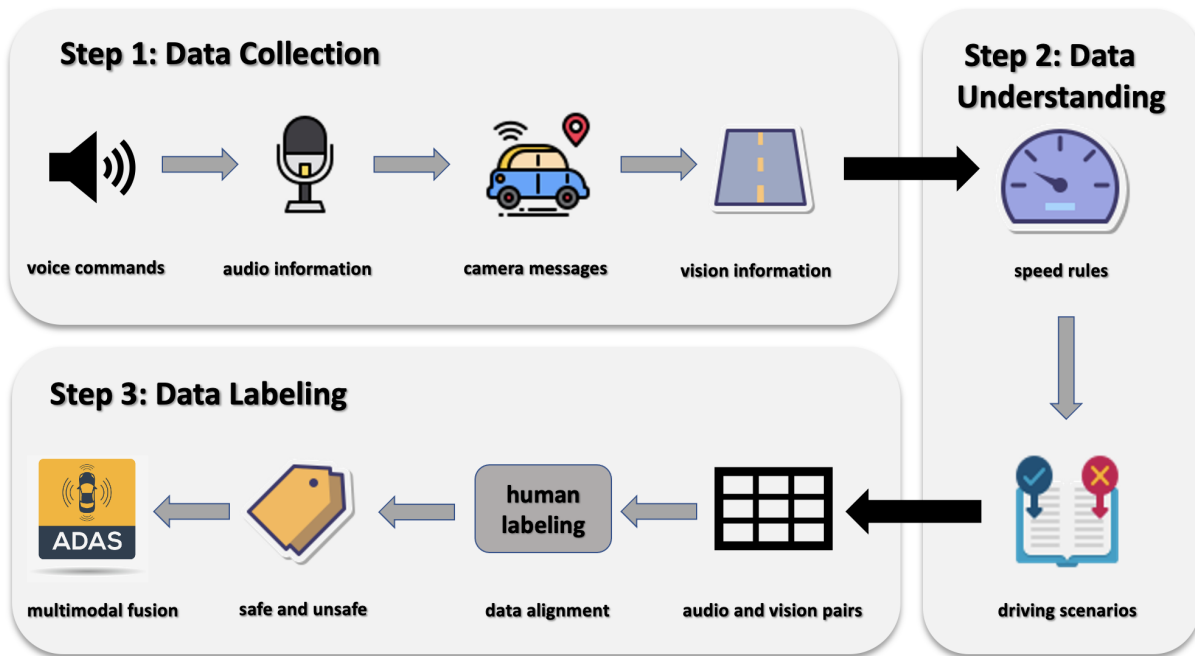 Step 1: Data Collection
voice commands
audio information
camera messages
vision information
Step 2: Data
Understanding
speed rules
driving scenarios
Step 3: Data Labeling
ADAS
human
labeling
multimodal fusion
safe and unsafe
data alignment
audio and vision pairs